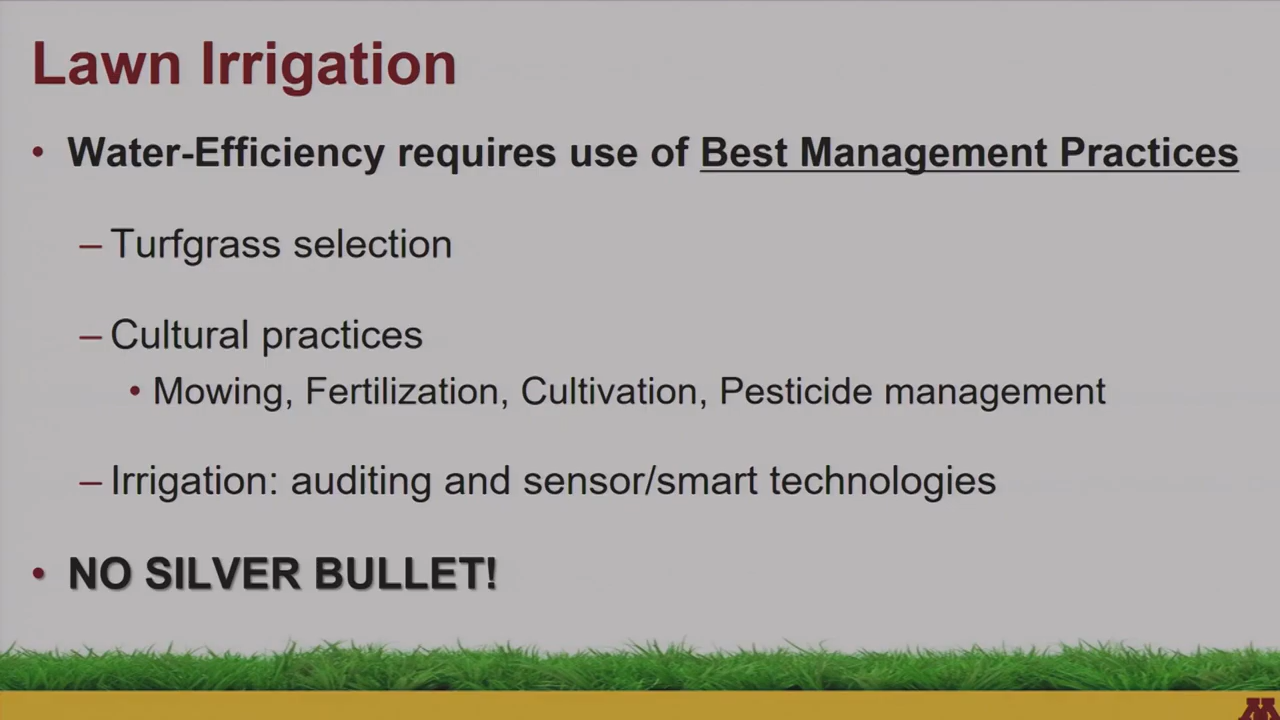 Lawn Irrigation
• Water-Efficiency requires use of Best Management Practices
– Turfgrass selection
– Cultural practices
• Mowing, Fertilization, Cultivation, Pesticide management
– Irrigation: auditing and sensor/smart technologies
• NO SILVER BULLET!
M